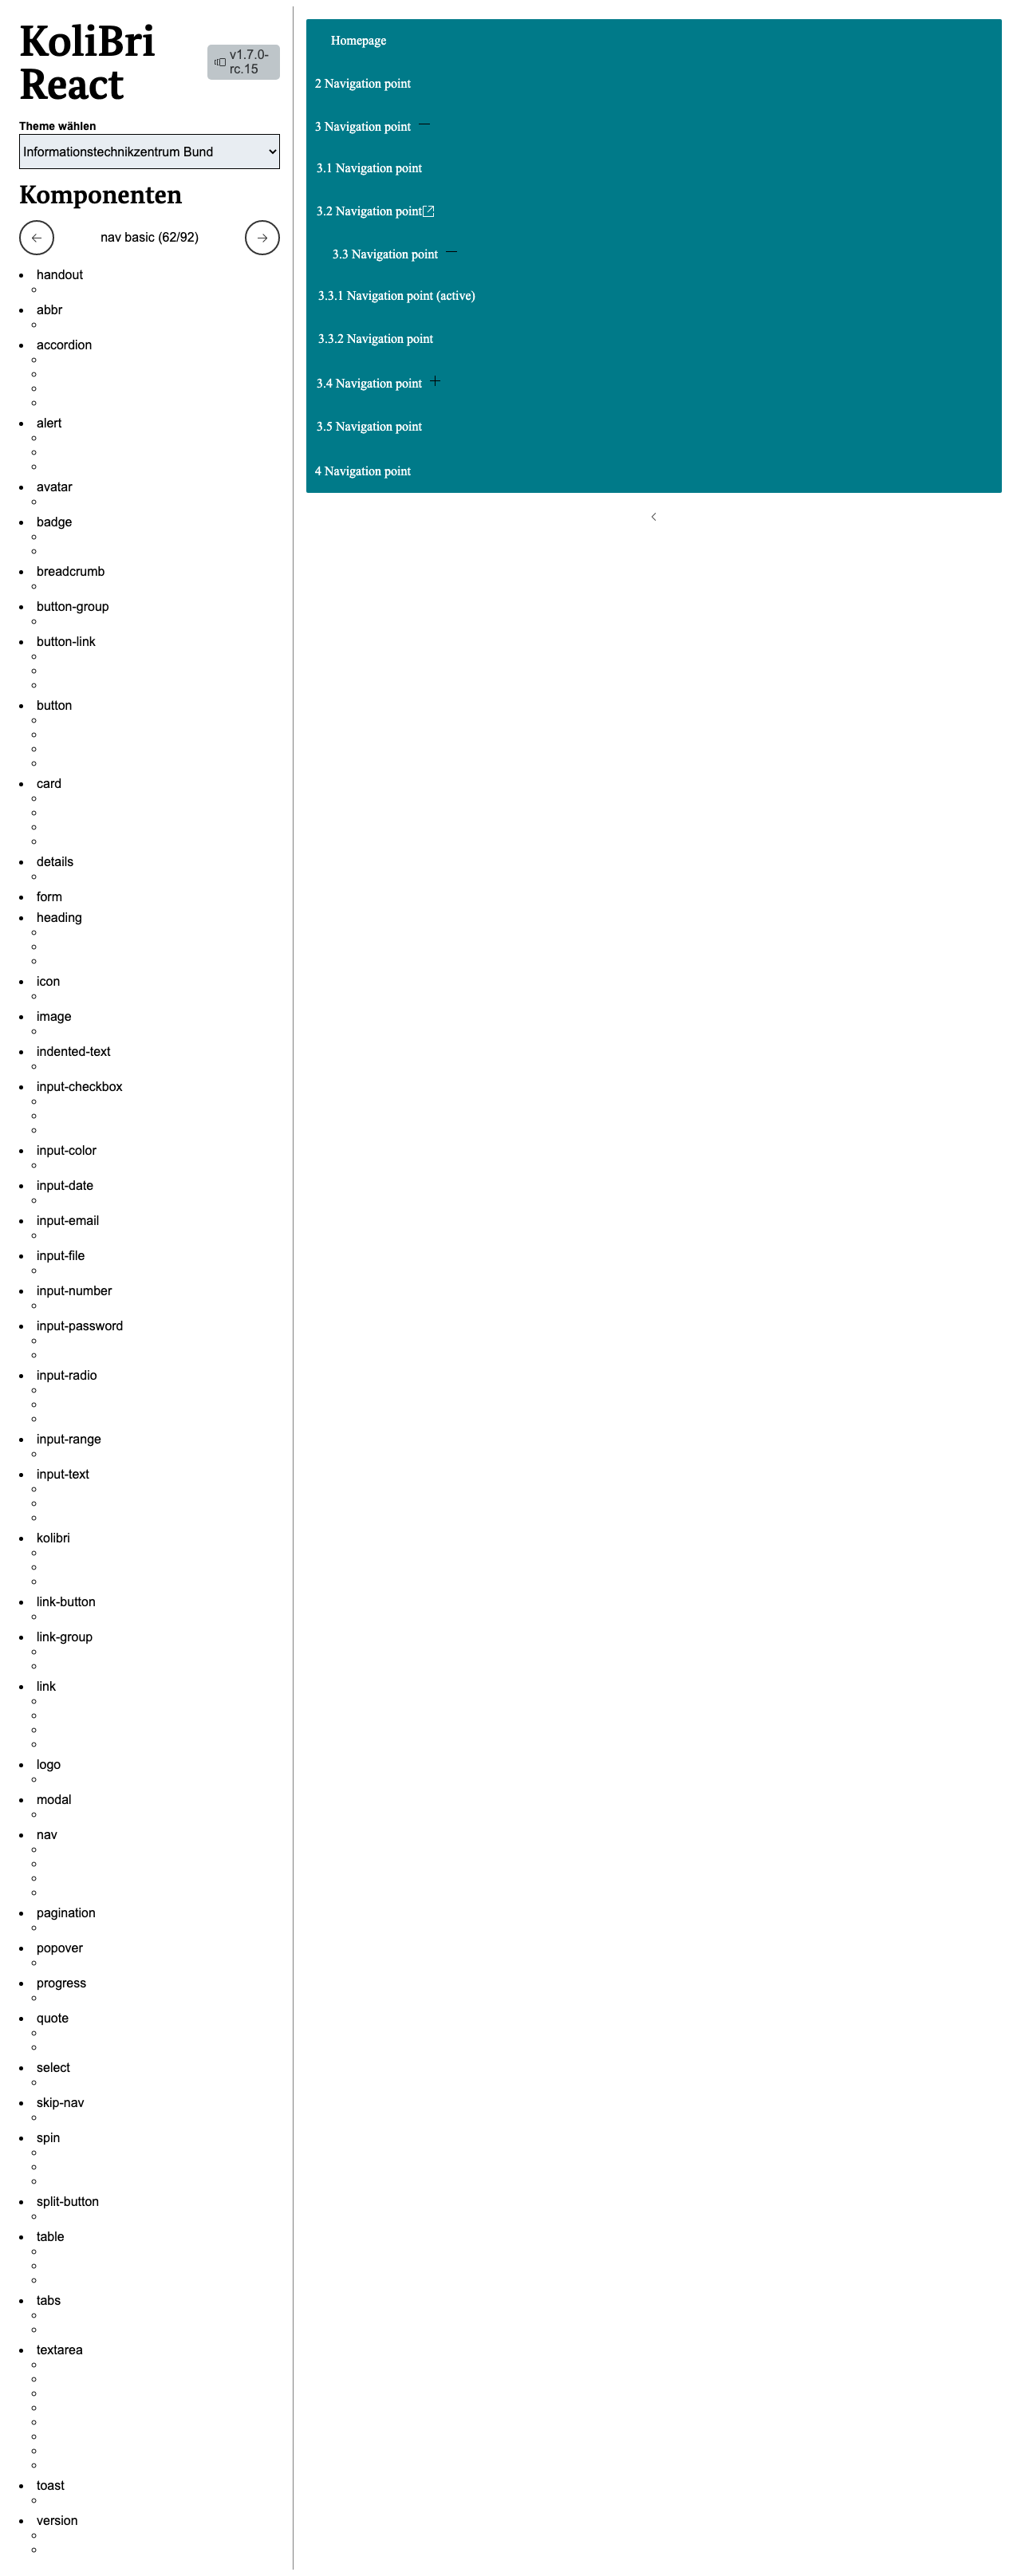 KoliBri
React
v1.7.0-
rc.15
Theme wählen
Informationstechnikzentrum Bund
Komponenten
nav basic (62/92)
handout
abbr
accordion
alert
avatar
badge
breadcrumb
button-group
button-link
button
card
details
form
heading
icon
image
indented-text
input-checkbox
input-color
input-date
input-email
input-file
input-number
input-password
input-radio
input-range
input-text
kolibri
link-button
link-group
link
logo
modal
nav
pagination
popover
progress
quote
select
skip-nav
spin
split-button
table
tabs
textarea
toast
version
Homepage
2 Navigation point
3 Navigation point
3.1 Navigation point
3.2 Navigation point
3.3 Navigation point
3.3.1 Navigation point (active)
3.3.2 Navigation point
3.4 Navigation point
3.5 Navigation point
4 Navigation point